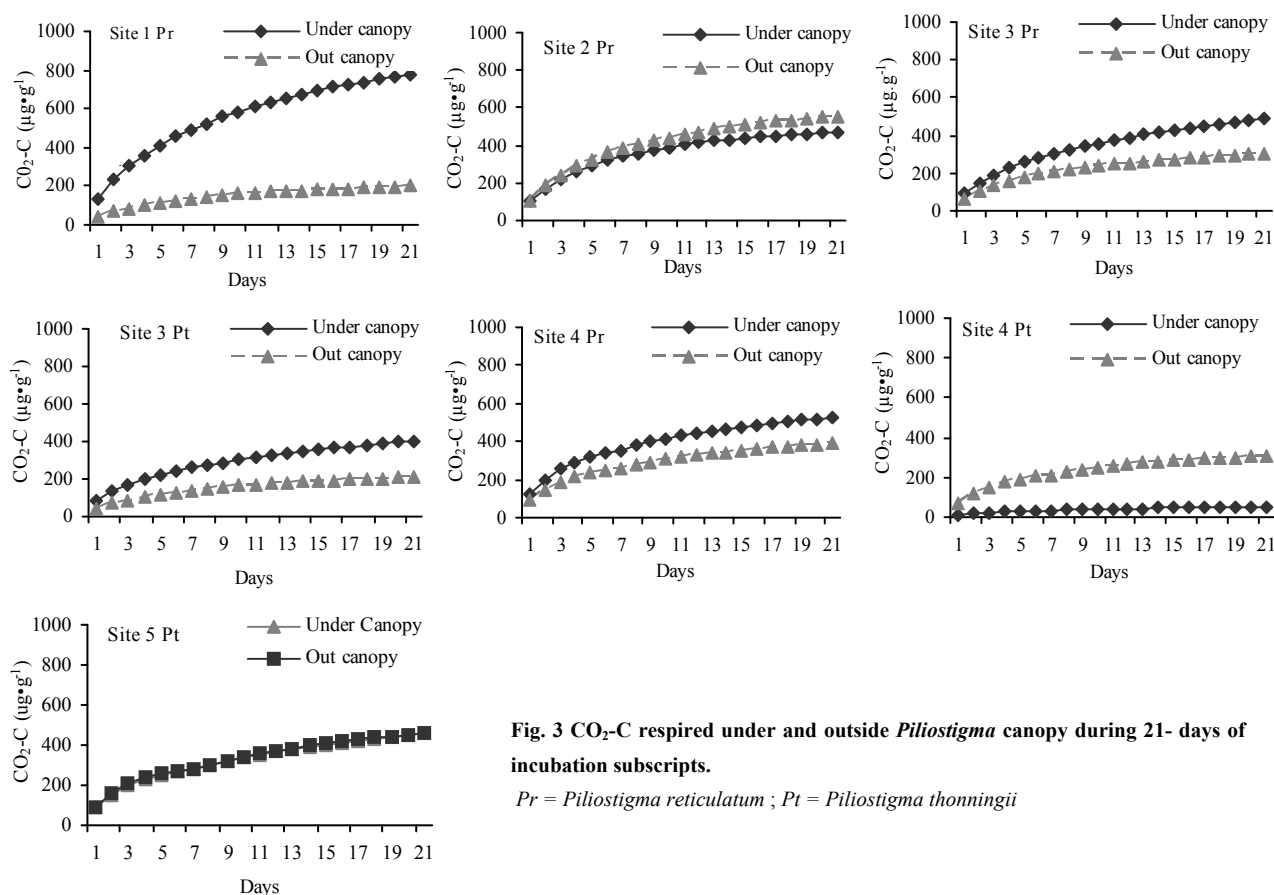 Site 1 Pr
Under canopy
Out canopy
C0₂-C (µg•g⁻¹)
1000
800
600
400
200
0
1 3 5 7 9 11 13 15 17 19 21
Days
Site 2 Pr
Under canopy
Out canopy
CO₂-C (µg•g⁻¹)
1000
800
600
400
200
0
1 3 5 7 9 11 13 15 17 19 21
Days
Site 3 Pr
Under canopy
Out canopy
CO₂-C (µg.g⁻¹)
1000
800
600
400
200
0
1 3 5 7 9 11 13 15 17 19 21
Days
Site 3 Pt
Under canopy
Out canopy
CO₂-C (µg•g⁻¹)
1000
800
600
400
200
0
1 3 5 7 9 11 13 15 17 19 21
Days
Site 4 Pr
Under canopy
Out canopy
CO₂-C (µg•g⁻¹)
1000
800
600
400
200
0
1 3 5 7 9 11 13 15 17 19 21
Days
Site 4 Pt
Under canopy
Out canopy
CO₂-C (µg•g⁻¹)
1000
800
600
400
200
0
1 3 5 7 9 11 13 15 17 19 21
Days
Site 5 Pt
Under Canopy
Out canopy
CO₂-C (ug•g⁻¹)
1000
800
600
400
200
0
1 3 5 7 9 11 13 15 17 19 21
Days
Fig. 3 CO₂-C respired under and outside Piliostigma canopy during 21- days of
incubation subscripts.
Pr = Piliostigma reticulatum ; Pt = Piliostigma thonningii